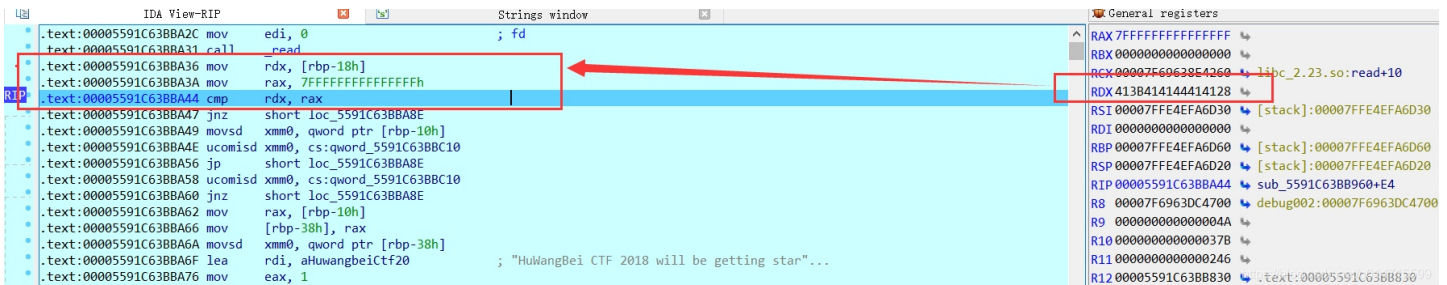 IDA View-RIP
Strings window
General registers
.text:00005591C63BBA2C mov edi, 0 ; fd
.text:00005591C63BBA31 call _read
.text:00005591C63BBA36 mov rdx, [rbp-18h]
.text:00005591C63BBA3A mov rax, 7FFFFFFFFFFFFFFFh
RIP .text:00005591C63BBA44 cmp rdx, rax
.text:00005591C63BBA47 jnz short loc_5591C63BBA8E
.text:00005591C63BBA49 movsd xmm0, qword ptr [rbp-10h]
.text:00005591C63BBA4E ucomisd xmm0, cs:qword_5591C63BBC10
.text:00005591C63BBA56 jp short loc_5591C63BBA8E
.text:00005591C63BBA58 ucomisd xmm0, cs:qword_5591C63BBC10
.text:00005591C63BBA60 jnz short loc_5591C63BBA8E
.text:00005591C63BBA62 mov rax, [rbp-10h]
.text:00005591C63BBA66 mov [rbp-38h], rax
.text:00005591C63BBA6A movsd xmm0, qword ptr [rbp-38h]
.text:00005591C63BBA6F lea rdi, aHuwangbeiCtf20 ; "HuWangBei CTF 2018 will be getting star"...
.text:00005591C63BBA76 mov eax, 1
RAX 7FFFFFFFFFFFFFFF
RBX 0000000000000000
RCX 00007F69638E4260 libc_2.23.so:read+10
RDX 413B414144414128
RSI 00007FFE4EFA6D30 [stack]:00007FFE4EFA6D30
RDI 0000000000000000
RBP 00007FFE4EFA6D60 [stack]:00007FFE4EFA6D60
RSP 00007FFE4EFA6D20 [stack]:00007FFE4EFA6D20
RIP 00005591C63BBA44 sub_5591C63BB960+E4
R8 00007F6963DC4700 debug002:00007F6963DC4700
R9 000000000000004A
R10 000000000000037B
R11 0000000000000246
R12 00005591C63BB830 .text:00005591C63BB830